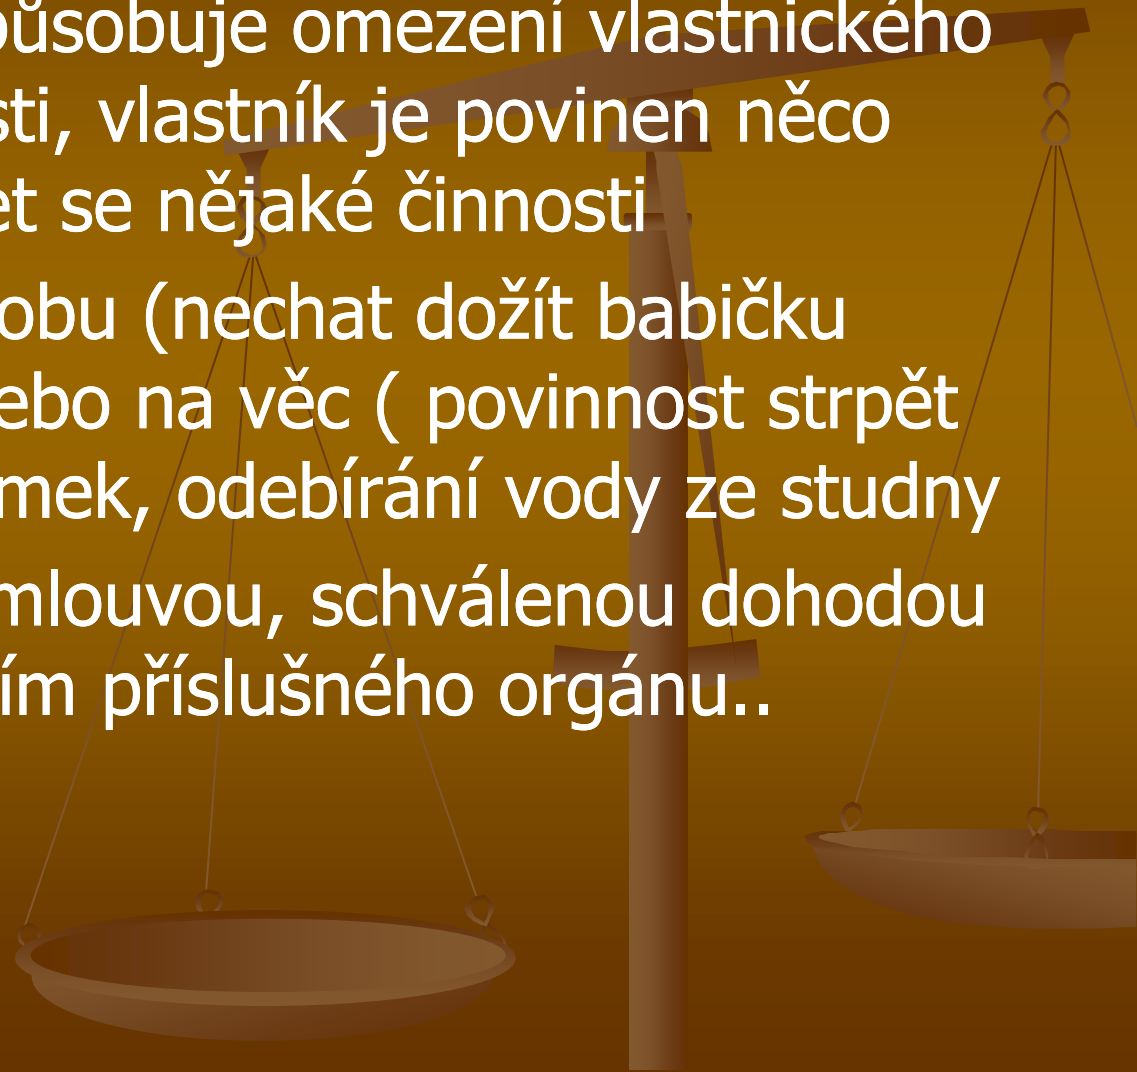 působuje omezení vlastnického
sti, vlastník je povinen něco
et se nějaké činnosti
obu (nechat dožít babičku
ebo na věc ( povinnost strpět
mek, odebírání vody ze studny
mlouvou, schválenou dohodou
ím příslušného orgánu..